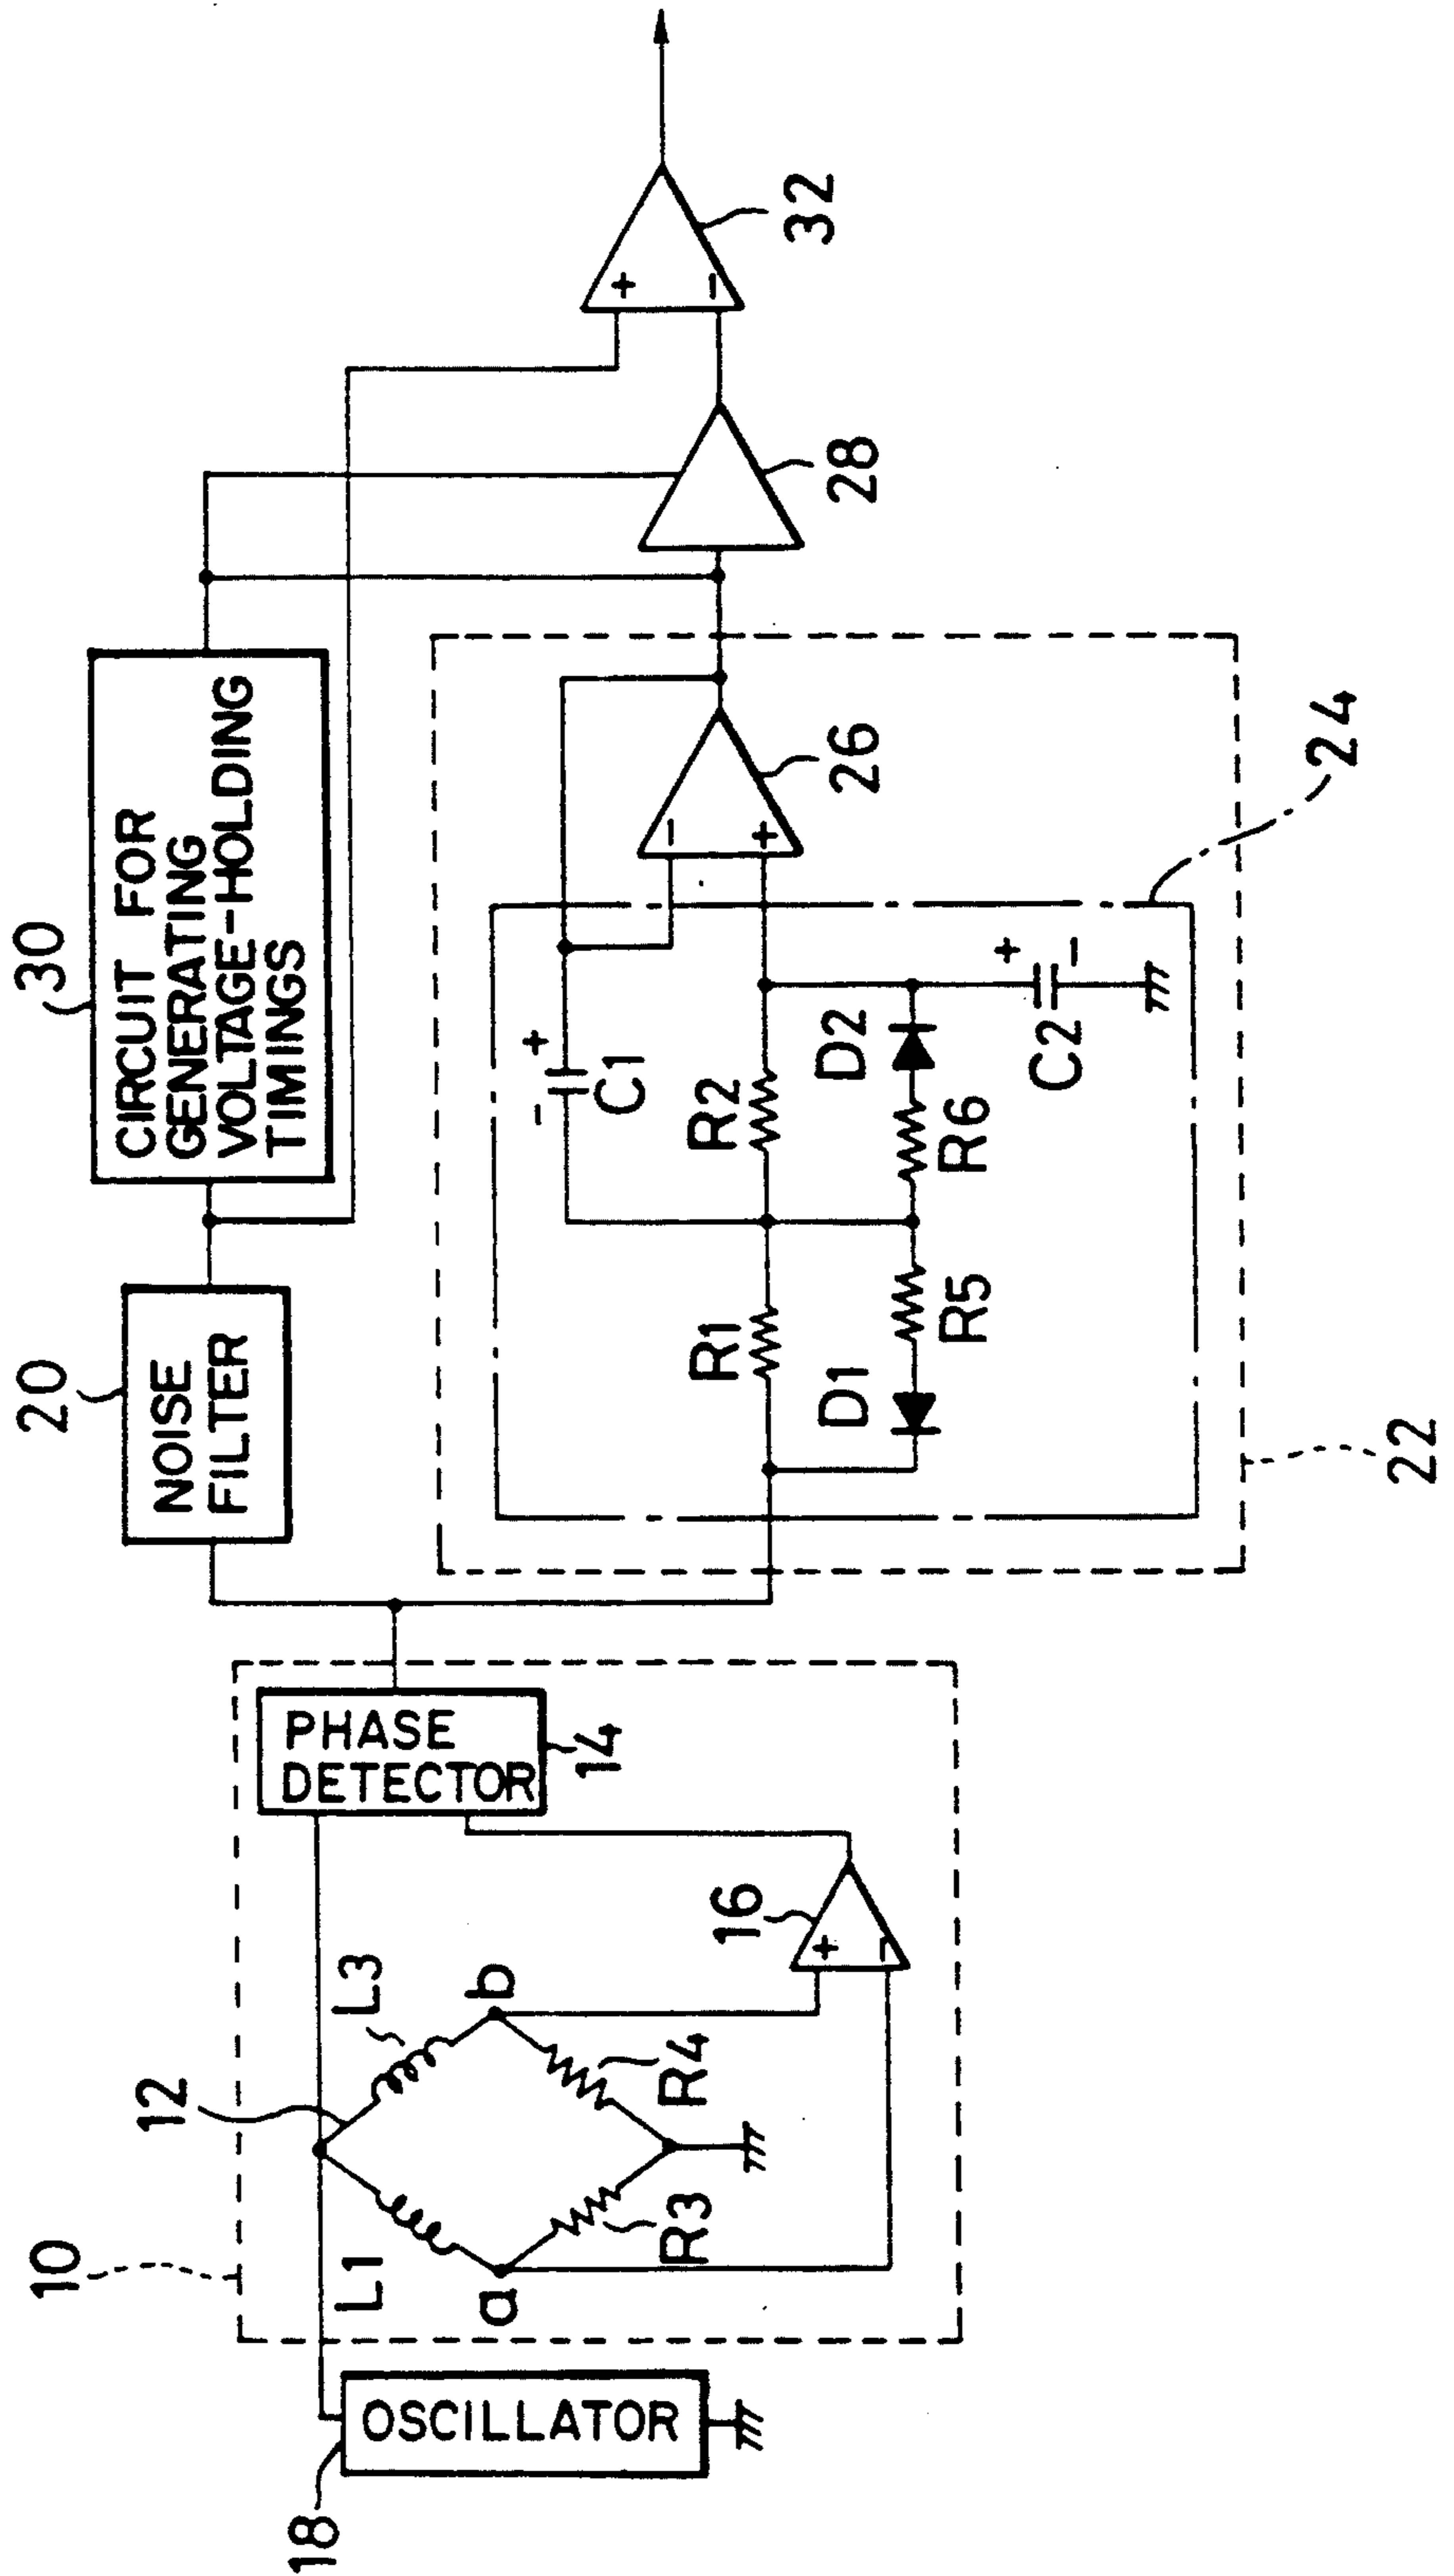 10
12
L1
L3
a
b
R3
R4
16
+
−
PHASE
DETECTOR
14
18
OSCILLATOR
20
NOISE
FILTER
30
CIRCUIT FOR
GENERATING
VOLTAGE-HOLDING
TIMINGS
R1
R2
D1
R5
R6
D2
− +
C1
+
−
C2
−
+
26
24
22
28
+
−
32